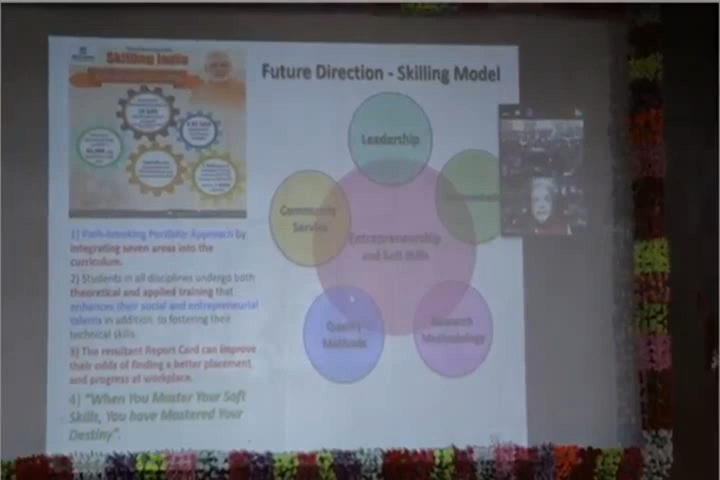 Skilling India
Future Direction - Skilling Model
Leadership
Community
Service
Entrepreneurship
and Soft Skills
Quality
Methods
Research
Methodology
1) Path-breaking Portfolio Approach by
integrating seven areas into the
curriculum.
2) Students in all disciplines undergo both
theoretical and applied training that
enhances their social and entrepreneurial
talents in addition to fostering their
technical skills.
3) The resultant Report Card can improve
their odds of finding a better placement
and progress at workplace.
4) "When You Master Your Soft
Skills, You have Mastered Your
Destiny".